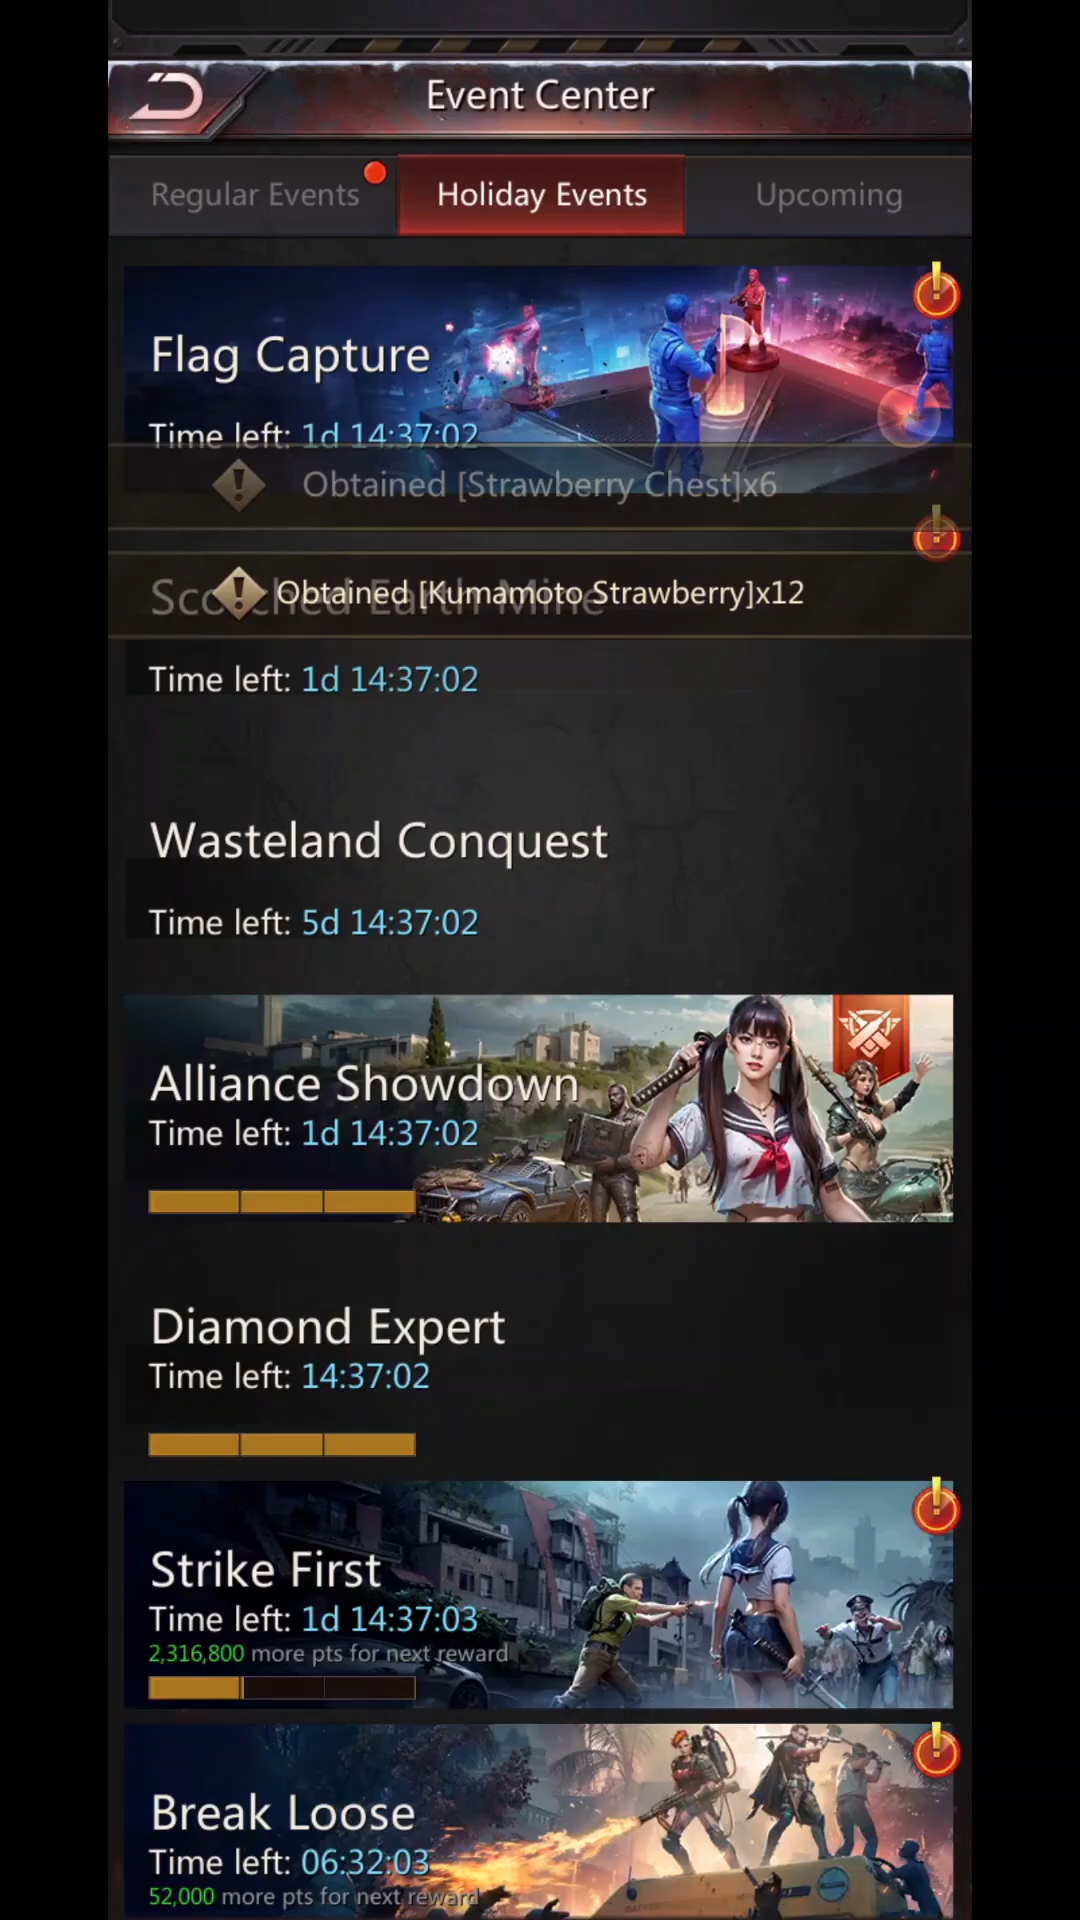 Event Center
Regular Events
Holiday Events
Upcoming
Flag Capture
Time left: 1d 14:37:02
Obtained [Strawberry Chest]x6
Scorched Earth Mine
Obtained [Kumamoto Strawberry]x12
Time left: 1d 14:37:02
Wasteland Conquest
Time left: 5d 14:37:02
Alliance Showdown
Time left: 1d 14:37:02
Diamond Expert
Time left: 14:37:02
Strike First
Time left: 1d 14:37:03
2,316,800 more pts for next reward
Break Loose
Time left: 06:32:03
52,000 more pts for next reward